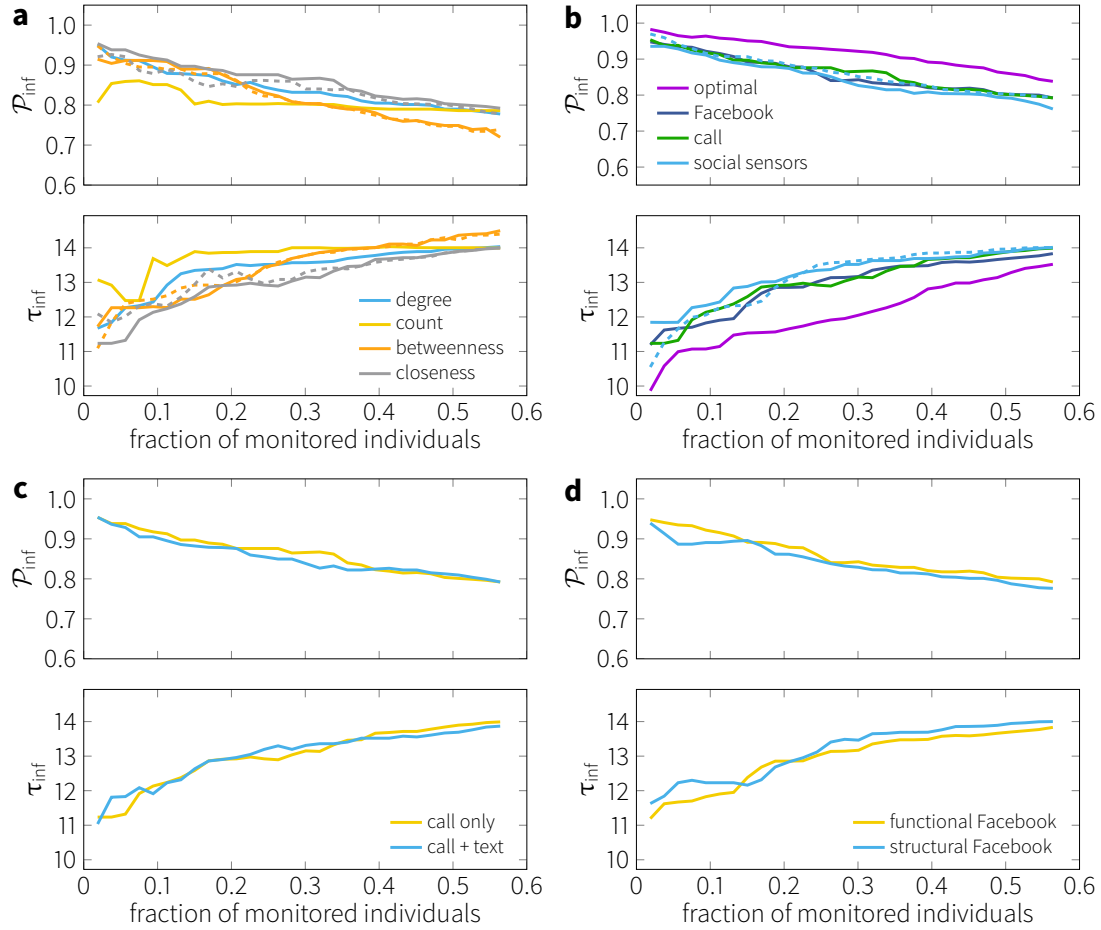 a
1.0
0.9
0.8
0.7
0.6
𝒫inf
14
13
12
11
10
τinf
degree
count
betweenness
closeness
0 0.1 0.2 0.3 0.4 0.5 0.6
fraction of monitored individuals
b
1.0
0.9
0.8
0.7
0.6
𝒫inf
optimal
Facebook
call
social sensors
14
13
12
11
10
τinf
0 0.1 0.2 0.3 0.4 0.5 0.6
fraction of monitored individuals
c
1.0
0.9
0.8
0.7
0.6
𝒫inf
14
13
12
11
10
τinf
call only
call + text
0 0.1 0.2 0.3 0.4 0.5 0.6
fraction of monitored individuals
d
1.0
0.9
0.8
0.7
0.6
𝒫inf
14
13
12
11
10
τinf
functional Facebook
structural Facebook
0 0.1 0.2 0.3 0.4 0.5 0.6
fraction of monitored individuals